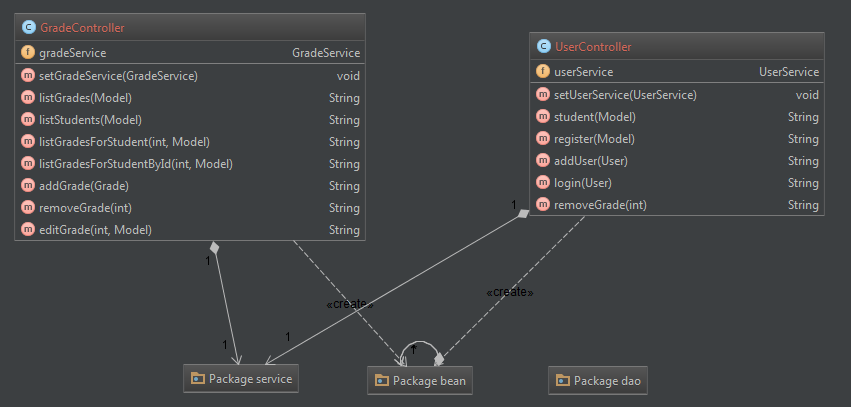 GradeController
gradeService GradeService
setGradeService(GradeService) void
listGrades(Model) String
listStudents(Model) String
listGradesForStudent(int, Model) String
listGradesForStudentById(int, Model) String
addGrade(Grade) String
removeGrade(int) String
editGrade(int, Model) String
UserController
userService UserService
setUserService(UserService) void
student(Model) String
register(Model) String
addUser(User) String
login(User) String
removeGrade(int) String
1
1
«create»
«create»
1
1
Package service
Package bean
Package dao